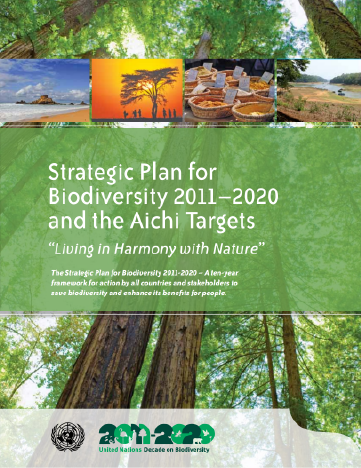 Strategic Plan for
Biodiversity 2011–2020
and the Aichi Targets
“Living in Harmony with Nature”
The Strategic Plan for Biodiversity 2011-2020 – A ten-year
framework for action by all countries and stakeholders to
save biodiversity and enhance its benefits for people.
2011-2020
United Nations Decade on Biodiversity